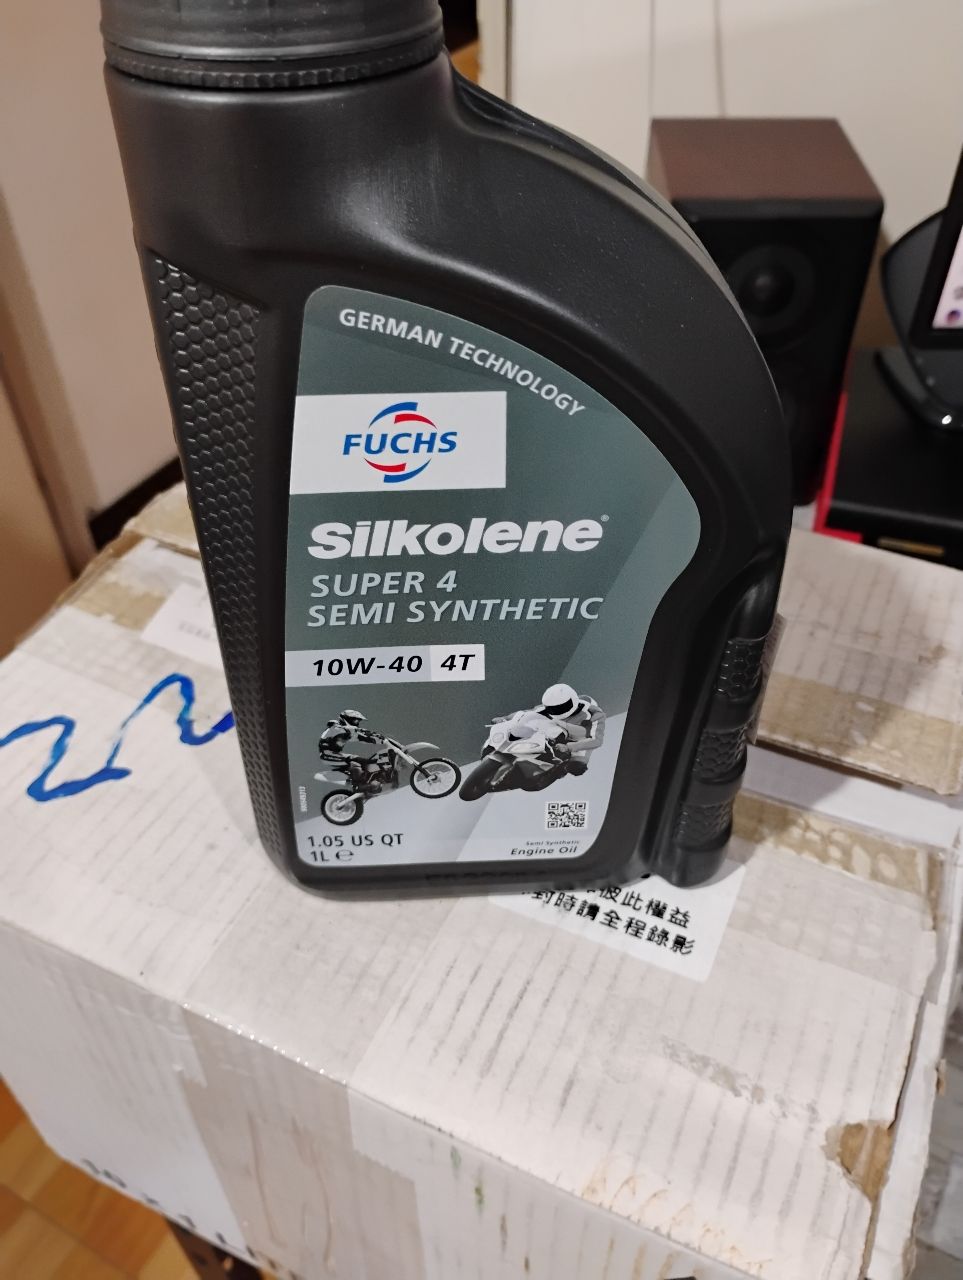 GERMAN TECHNOLOGY
FUCHS
Silkolene®
SUPER 4
SEMI SYNTHETIC
10W-40 4T
1.05 US QT
1L ℮
Semi Synthetic
Engine Oil
彼此權益
對時請全程錄影